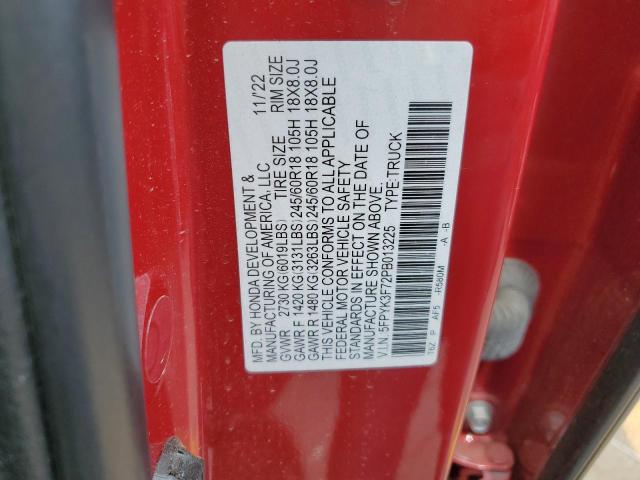 MFD. BY HONDA DEVELOPMENT &
MANUFACTURING OF AMERICA, LLC 11/'22
GVWR 2730 KG(6019LBS) TIRE SIZE RIM SIZE
GAWR F 1420 KG(3131LBS)245/60R18 105H 18X8.0J
GAWR R 1480 KG(3263LBS)245/60R18 105H 18X8.0J
THIS VEHICLE CONFORMS TO ALL APPLICABLE
FEDERAL MOTOR VEHICLE SAFETY
STANDARDS IN EFFECT ON THE DATE OF
MANUFACTURE SHOWN ABOVE.
V.I.N.:5FPYK3F72PB013225 TYPE:TRUCK
T6Z P AF5 -R580M -A -B